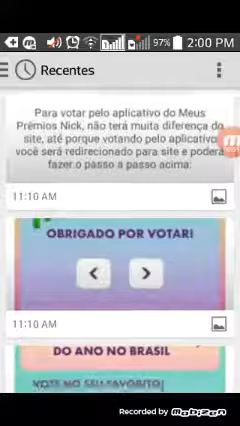 97% 2:00 PM
Recentes
Para votar pelo aplicativo do Meus
Prêmios Nick, não terá muita diferença do
site, até porque votando pelo aplicativo
você será redirecionado para site e poderá
fazer o passo a passo acima:
11:10 AM
OBRIGADO POR VOTAR!
11:10 AM
DO ANO NO BRASIL
VOTE NO SEU FAVORITO!
Recorded by Mobizen